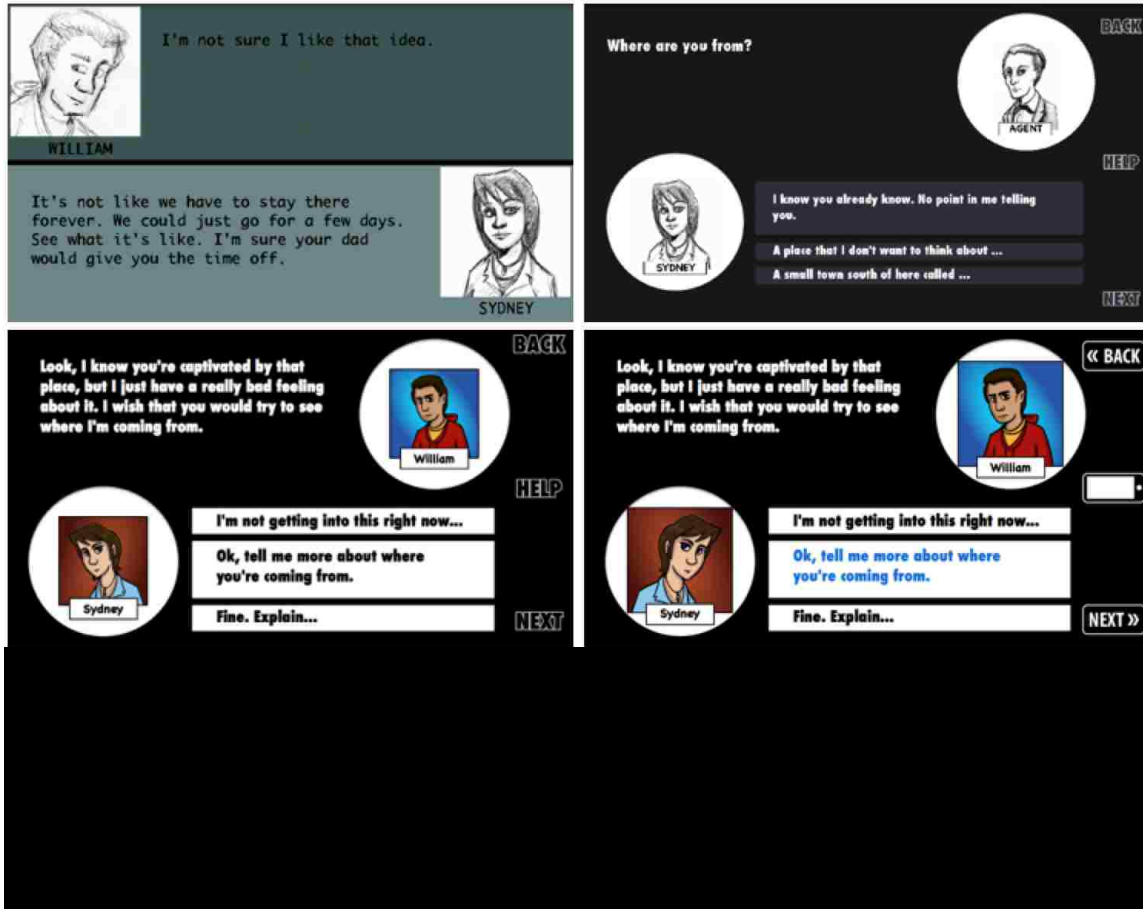 I'm not sure I like that idea.
WILLIAM
It's not like we have to stay there
forever. We could just go for a few days.
See what it's like. I'm sure your dad
would give you the time off.
SYDNEY
Where are you from?
BACK
AGENT
HELP
I know you already know. No point in me telling
you.
A place that I don't want to think about ...
A small town south of here called ...
SYDNEY
NEXT
BACK
Look, I know you're captivated by that
place, but I just have a really bad feeling
about it. I wish that you would try to see
where I'm coming from.
William
HELP
I'm not getting into this right now...
Ok, tell me more about where
you're coming from.
Fine. Explain...
Sydney
NEXT
« BACK
Look, I know you're captivated by that
place, but I just have a really bad feeling
about it. I wish that you would try to see
where I'm coming from.
William
I'm not getting into this right now...
Ok, tell me more about where
you're coming from.
Fine. Explain...
Sydney
NEXT »